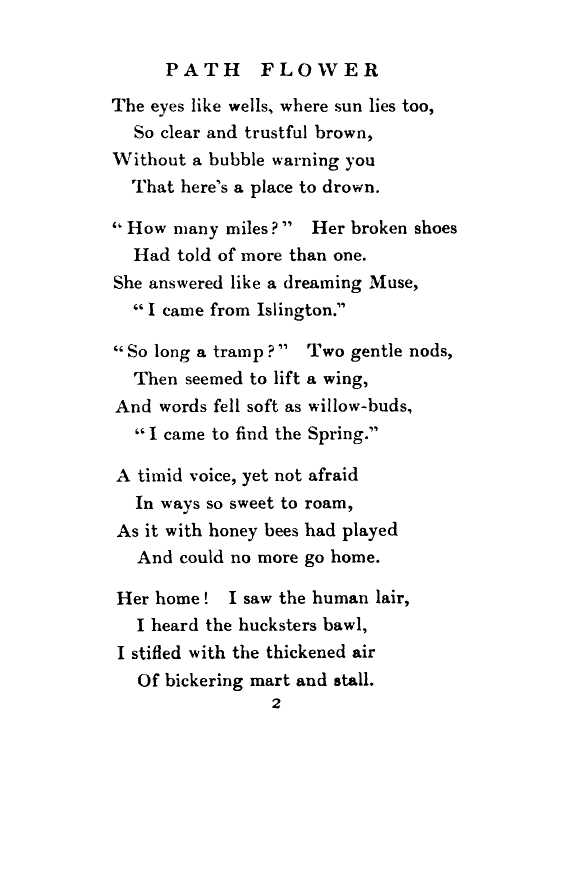 PATH FLOWER
The eyes like wells, where sun lies too,
So clear and trustful brown,
Without a bubble warning you
That here's a place to drown.
“How many miles?” Her broken shoes
Had told of more than one.
She answered like a dreaming Muse,
“I came from Islington.”
“So long a tramp?” Two gentle nods,
Then seemed to lift a wing,
And words fell soft as willow-buds,
“I came to find the Spring.”
A timid voice, yet not afraid
In ways so sweet to roam,
As it with honey bees had played
And could no more go home.
Her home! I saw the human lair,
I heard the hucksters bawl,
I stifled with the thickened air
Of bickering mart and stall.
2